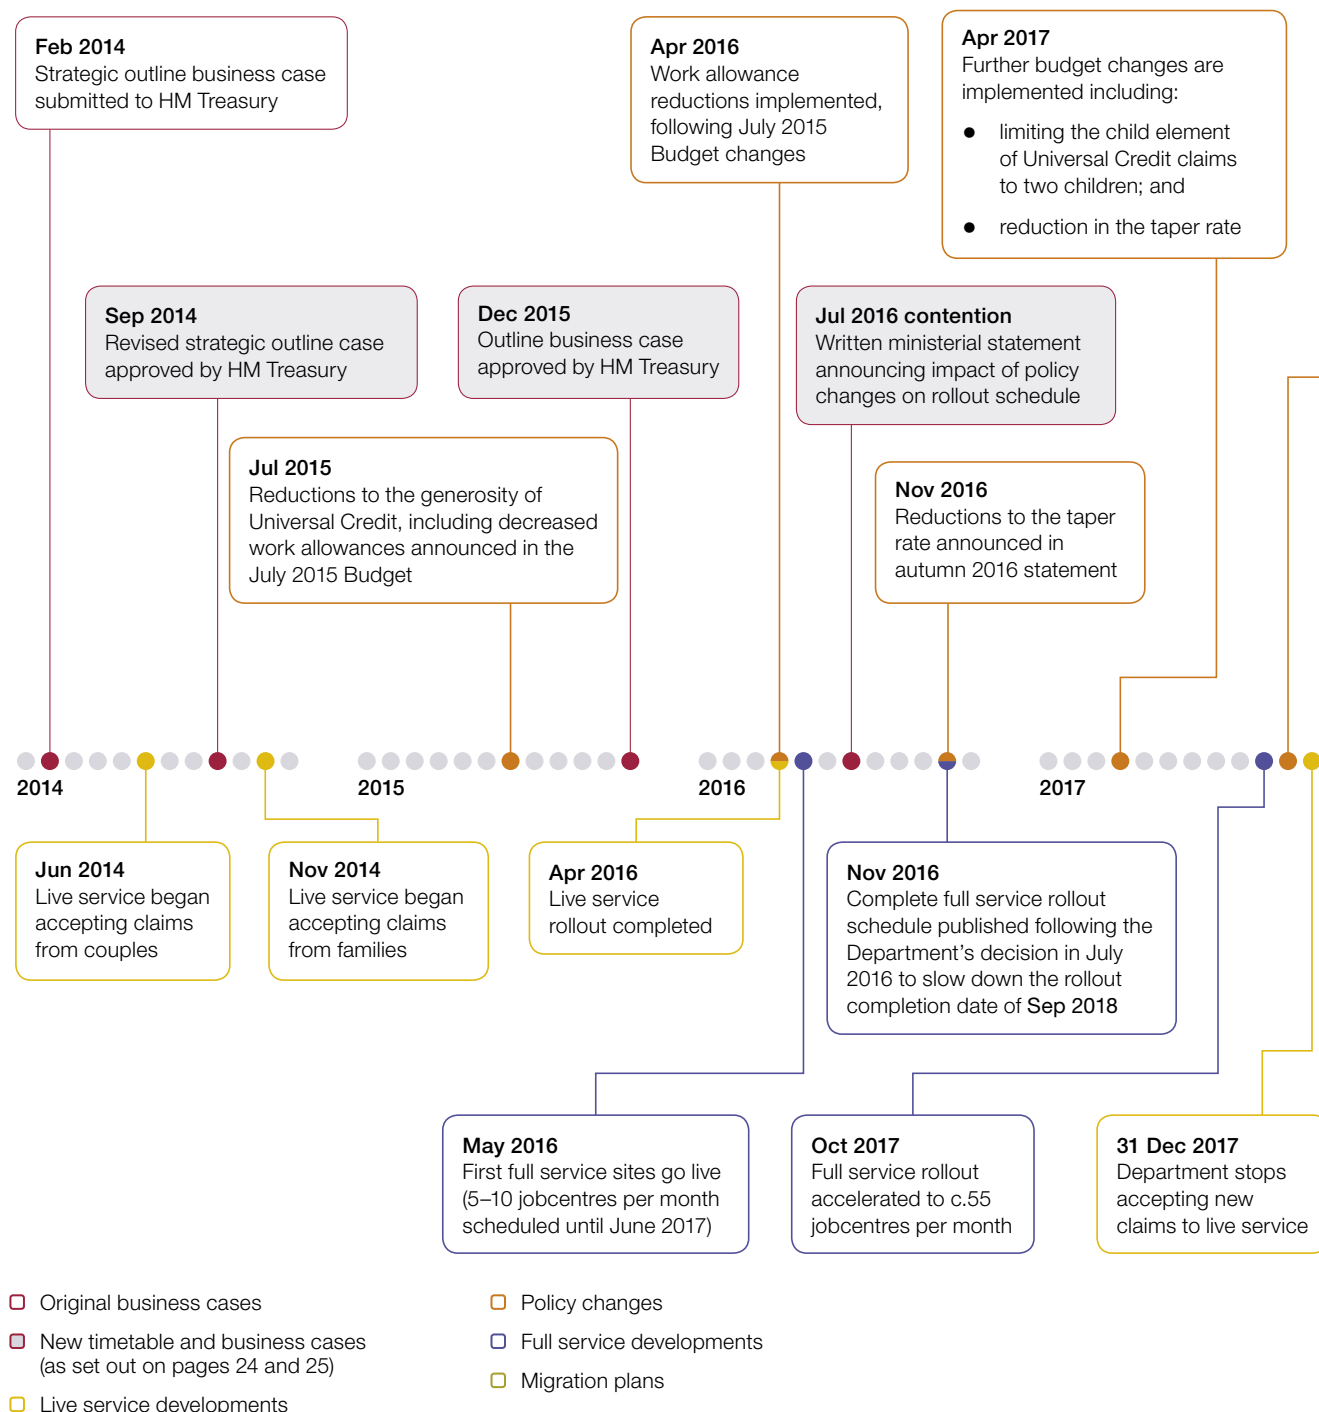 Feb 2014
Strategic outline business case
submitted to HM Treasury
Apr 2016
Work allowance
reductions implemented,
following July 2015
Budget changes
Apr 2017
Further budget changes are
implemented including:
● limiting the child element
of Universal Credit claims
to two children; and
● reduction in the taper rate
Sep 2014
Revised strategic outline case
approved by HM Treasury
Dec 2015
Outline business case
approved by HM Treasury
Jul 2016 contention
Written ministerial statement
announcing impact of policy
changes on rollout schedule
Jul 2015
Reductions to the generosity of
Universal Credit, including decreased
work allowances announced in the
July 2015 Budget
Nov 2016
Reductions to the taper
rate announced in
autumn 2016 statement
2014
2015
2016
2017
Jun 2014
Live service began
accepting claims
from couples
Nov 2014
Live service began
accepting claims
from families
Apr 2016
Live service
rollout completed
Nov 2016
Complete full service rollout
schedule published following the
Department’s decision in July
2016 to slow down the rollout
completion date of Sep 2018
May 2016
First full service sites go live
(5–10 jobcentres per month
scheduled until June 2017)
Oct 2017
Full service rollout
accelerated to c.55
jobcentres per month
31 Dec 2017
Department stops
accepting new
claims to live service
Original business cases
New timetable and business cases
(as set out on pages 24 and 25)
Live service developments
Policy changes
Full service developments
Migration plans